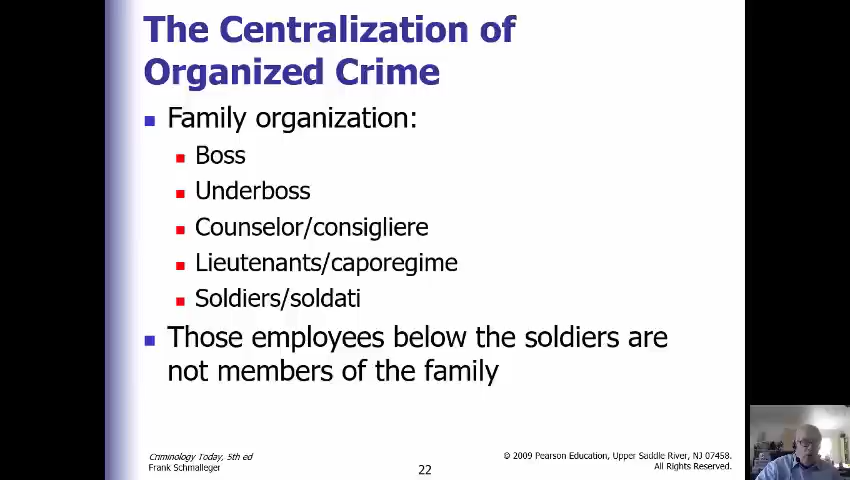 The Centralization of
Organized Crime
Family organization:
Boss
Underboss
Counselor/consigliere
Lieutenants/caporegime
Soldiers/soldati
Those employees below the soldiers are
not members of the family
Criminology Today, 5th ed
Frank Schmalleger
22
© 2009 Pearson Education, Upper Saddle River, NJ 07458.
All Rights Reserved.